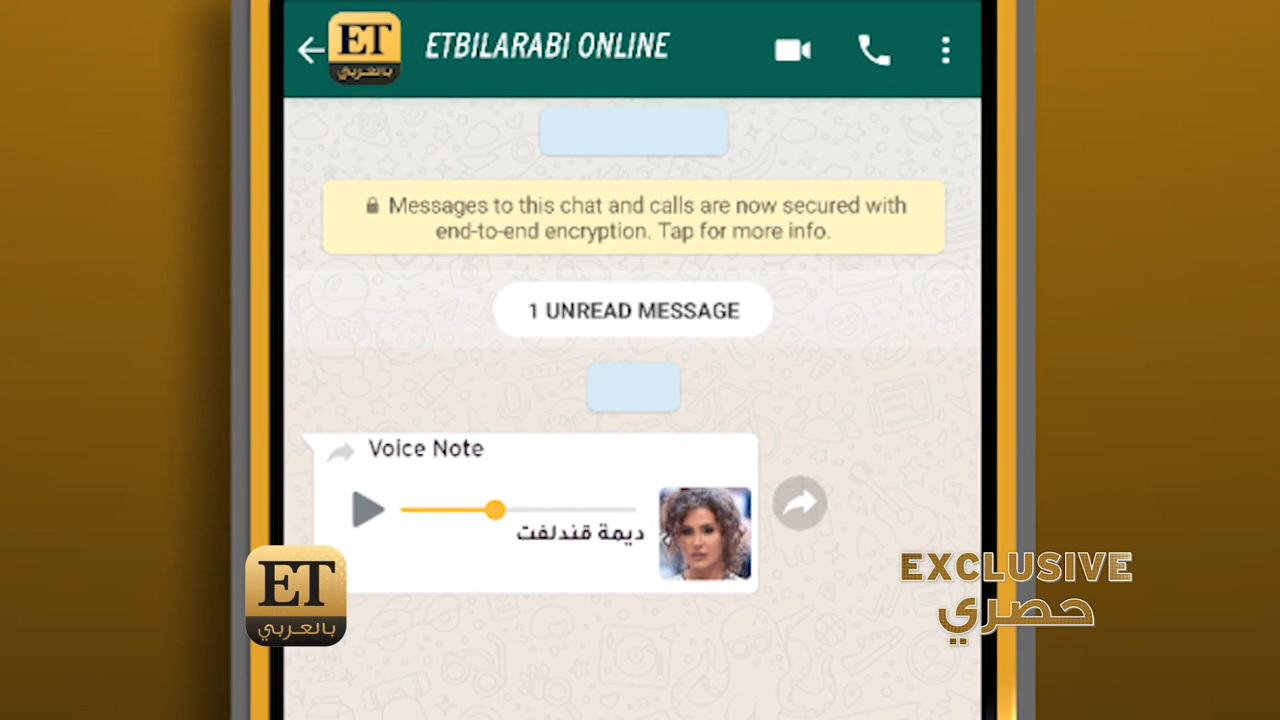 ET
بالعربي
ETBILARABI ONLINE
Messages to this chat and calls are now secured with
end-to-end encryption. Tap for more info.
1 UNREAD MESSAGE
Voice Note
ديمة قندلفت
ET
بالعربي
EXCLUSIVE
حصري